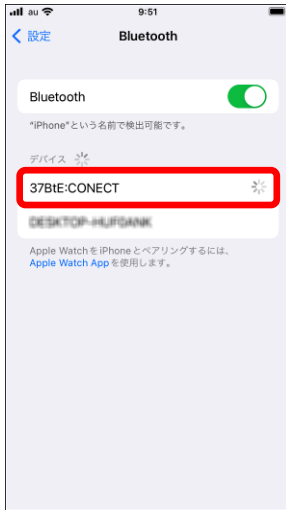 au 9:51
設定 Bluetooth
Bluetooth
“iPhone”という名前で検出可能です。
デバイス
37BtE:CONECT
Apple WatchをiPhoneとペアリングするには、
Apple Watch Appを使用します。